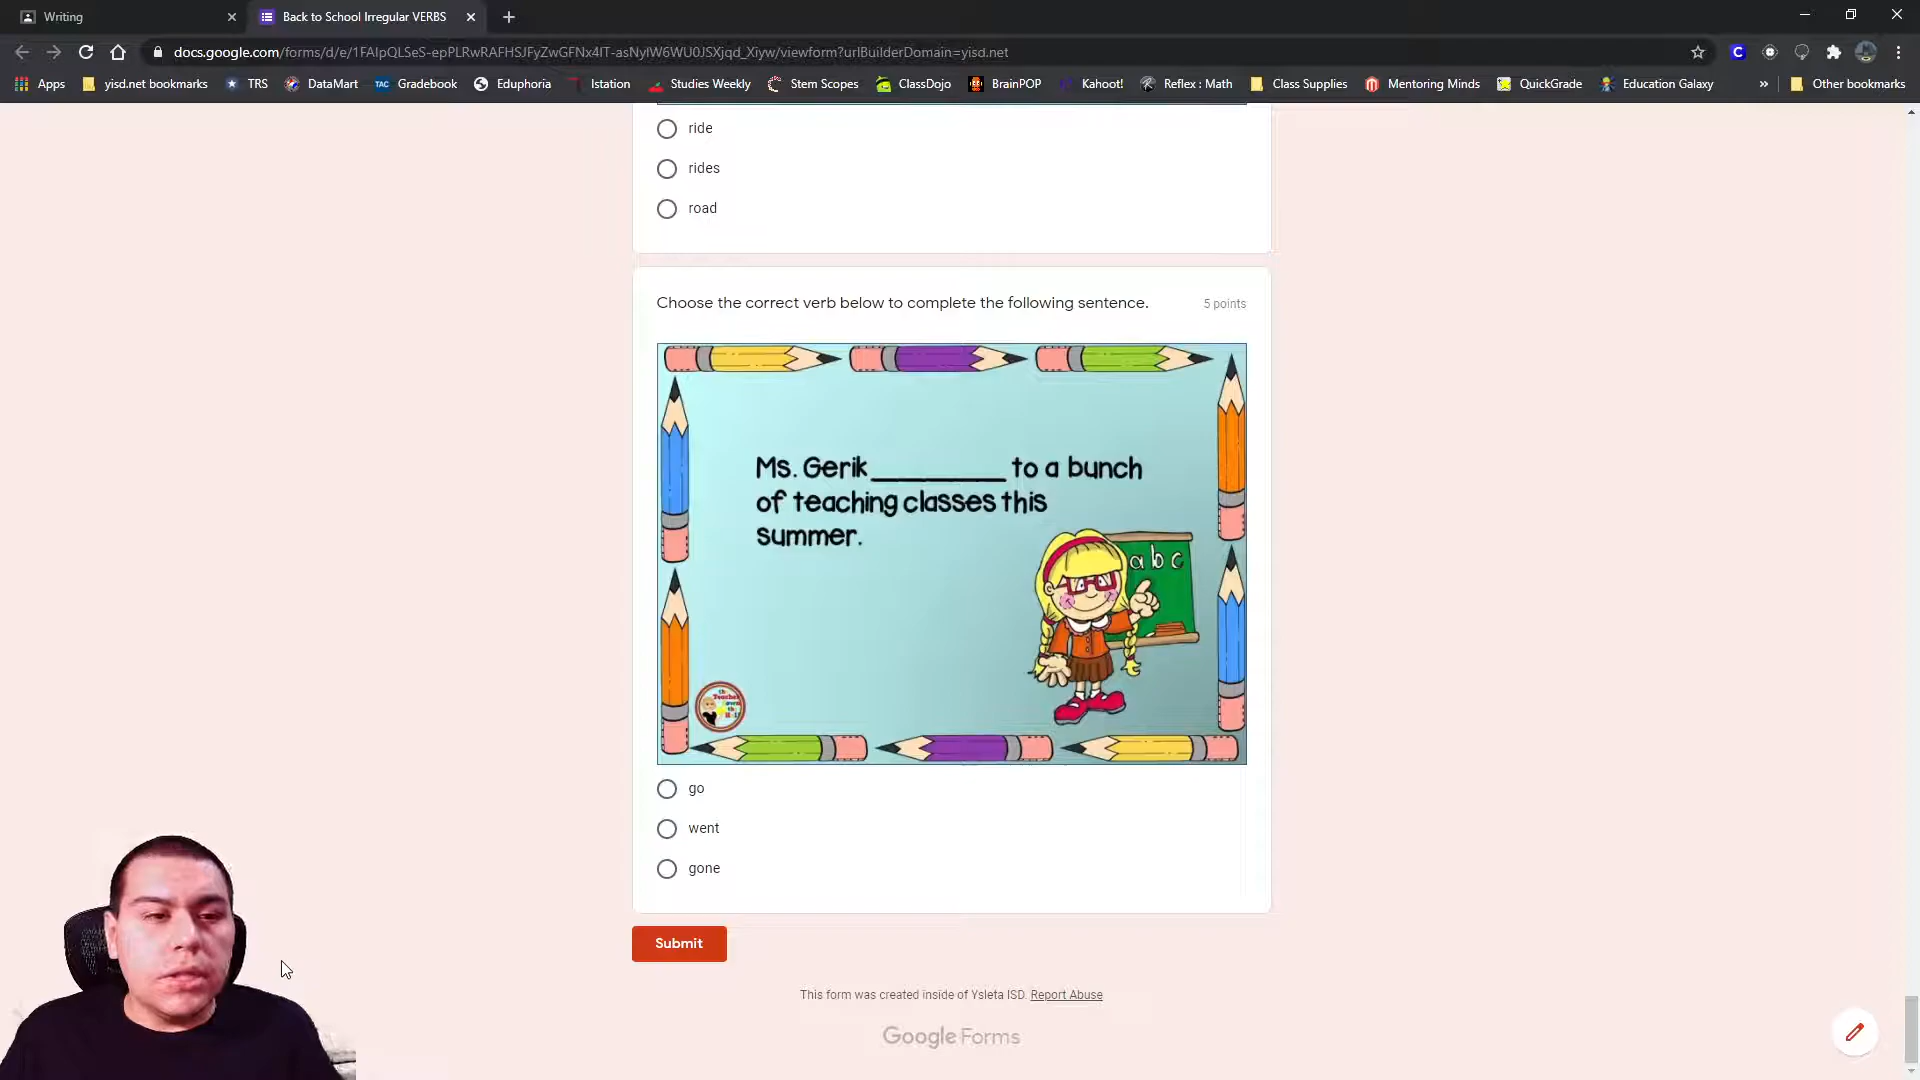 Writing
Back to School Irregular VERBS
docs.google.com/forms/d/e/1FAIpQLSeS-epPLRwRAFHSJFyZwGFNx4IT-asNyIW6WU0JSXjqd_Xiyw/viewform?urlBuilderDomain=yisd.net
Apps yisd.net bookmarks TRS DataMart TAC Gradebook Eduphoria Istation Studies Weekly Stem Scopes ClassDojo BrainPOP Kahoot! Reflex : Math Class Supplies Mentoring Minds QuickGrade Education Galaxy » Other bookmarks
ride
rides
road
Choose the correct verb below to complete the following sentence. 5 points
Ms. Gerik __________ to a bunch
of teaching classes this
summer.
a b c
go
went
gone
Submit
This form was created inside of Ysleta ISD. Report Abuse
Google Forms